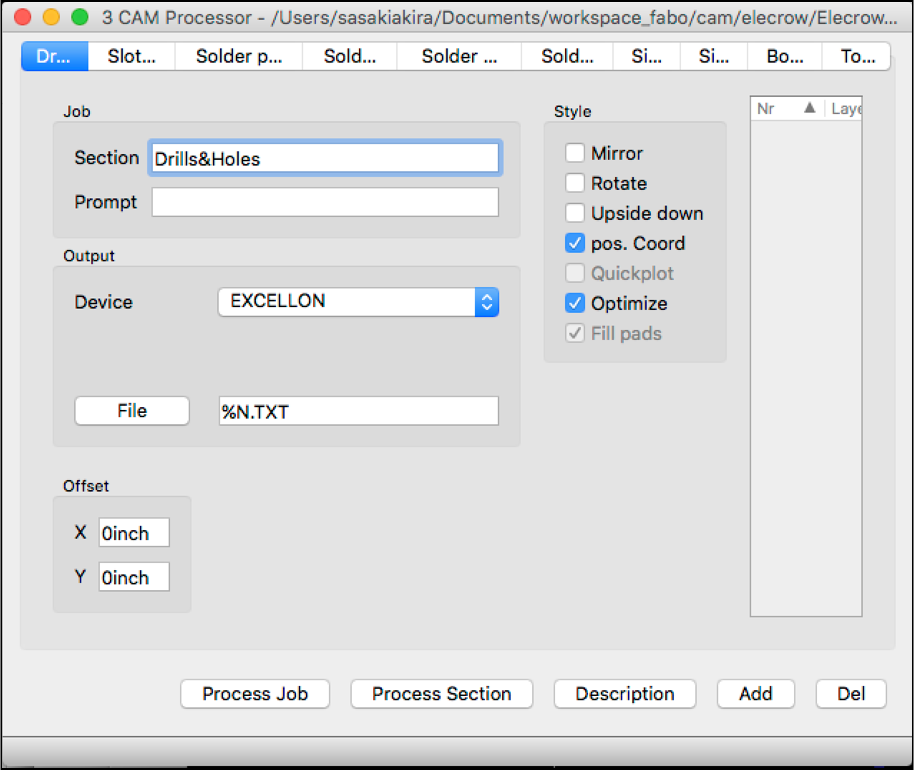 3 CAM Processor - /Users/sasakiakira/Documents/workspace_fabo/cam/elecrow/Elecrow...
Dr... Slot... Solder p... Sold... Solder ... Sold... Si... Si... Bo... To...
Job
Section Drills&Holes
Prompt
Output
Device EXCELLON
File %N.TXT
Offset
X 0inch
Y 0inch
Style
Mirror
Rotate
Upside down
pos. Coord
Quickplot
Optimize
Fill pads
Nr ▲ Laye
Process Job Process Section Description Add Del